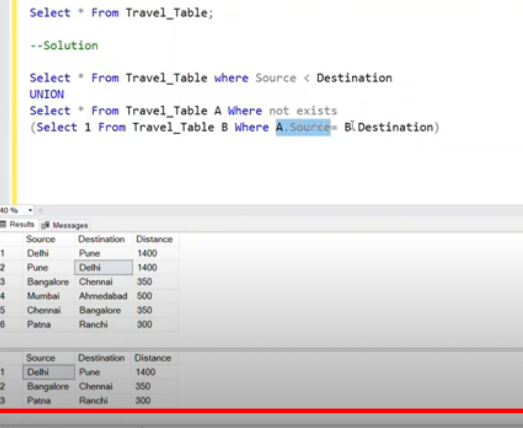 Select * From Travel_Table;
--Solution
Select * From Travel_Table where Source < Destination
UNION
Select * From Travel_Table A Where not exists
(Select 1 From Travel_Table B Where A.Source= B.Destination)
40 %
Results Messages
Source Destination Distance
1 Delhi Pune 1400
2 Pune Delhi 1400
3 Bangalore Chennai 350
4 Mumbai Ahmedabad 500
5 Chennai Bangalore 350
6 Patna Ranchi 300
Source Destination Distance
1 Delhi Pune 1400
2 Bangalore Chennai 350
3 Patna Ranchi 300